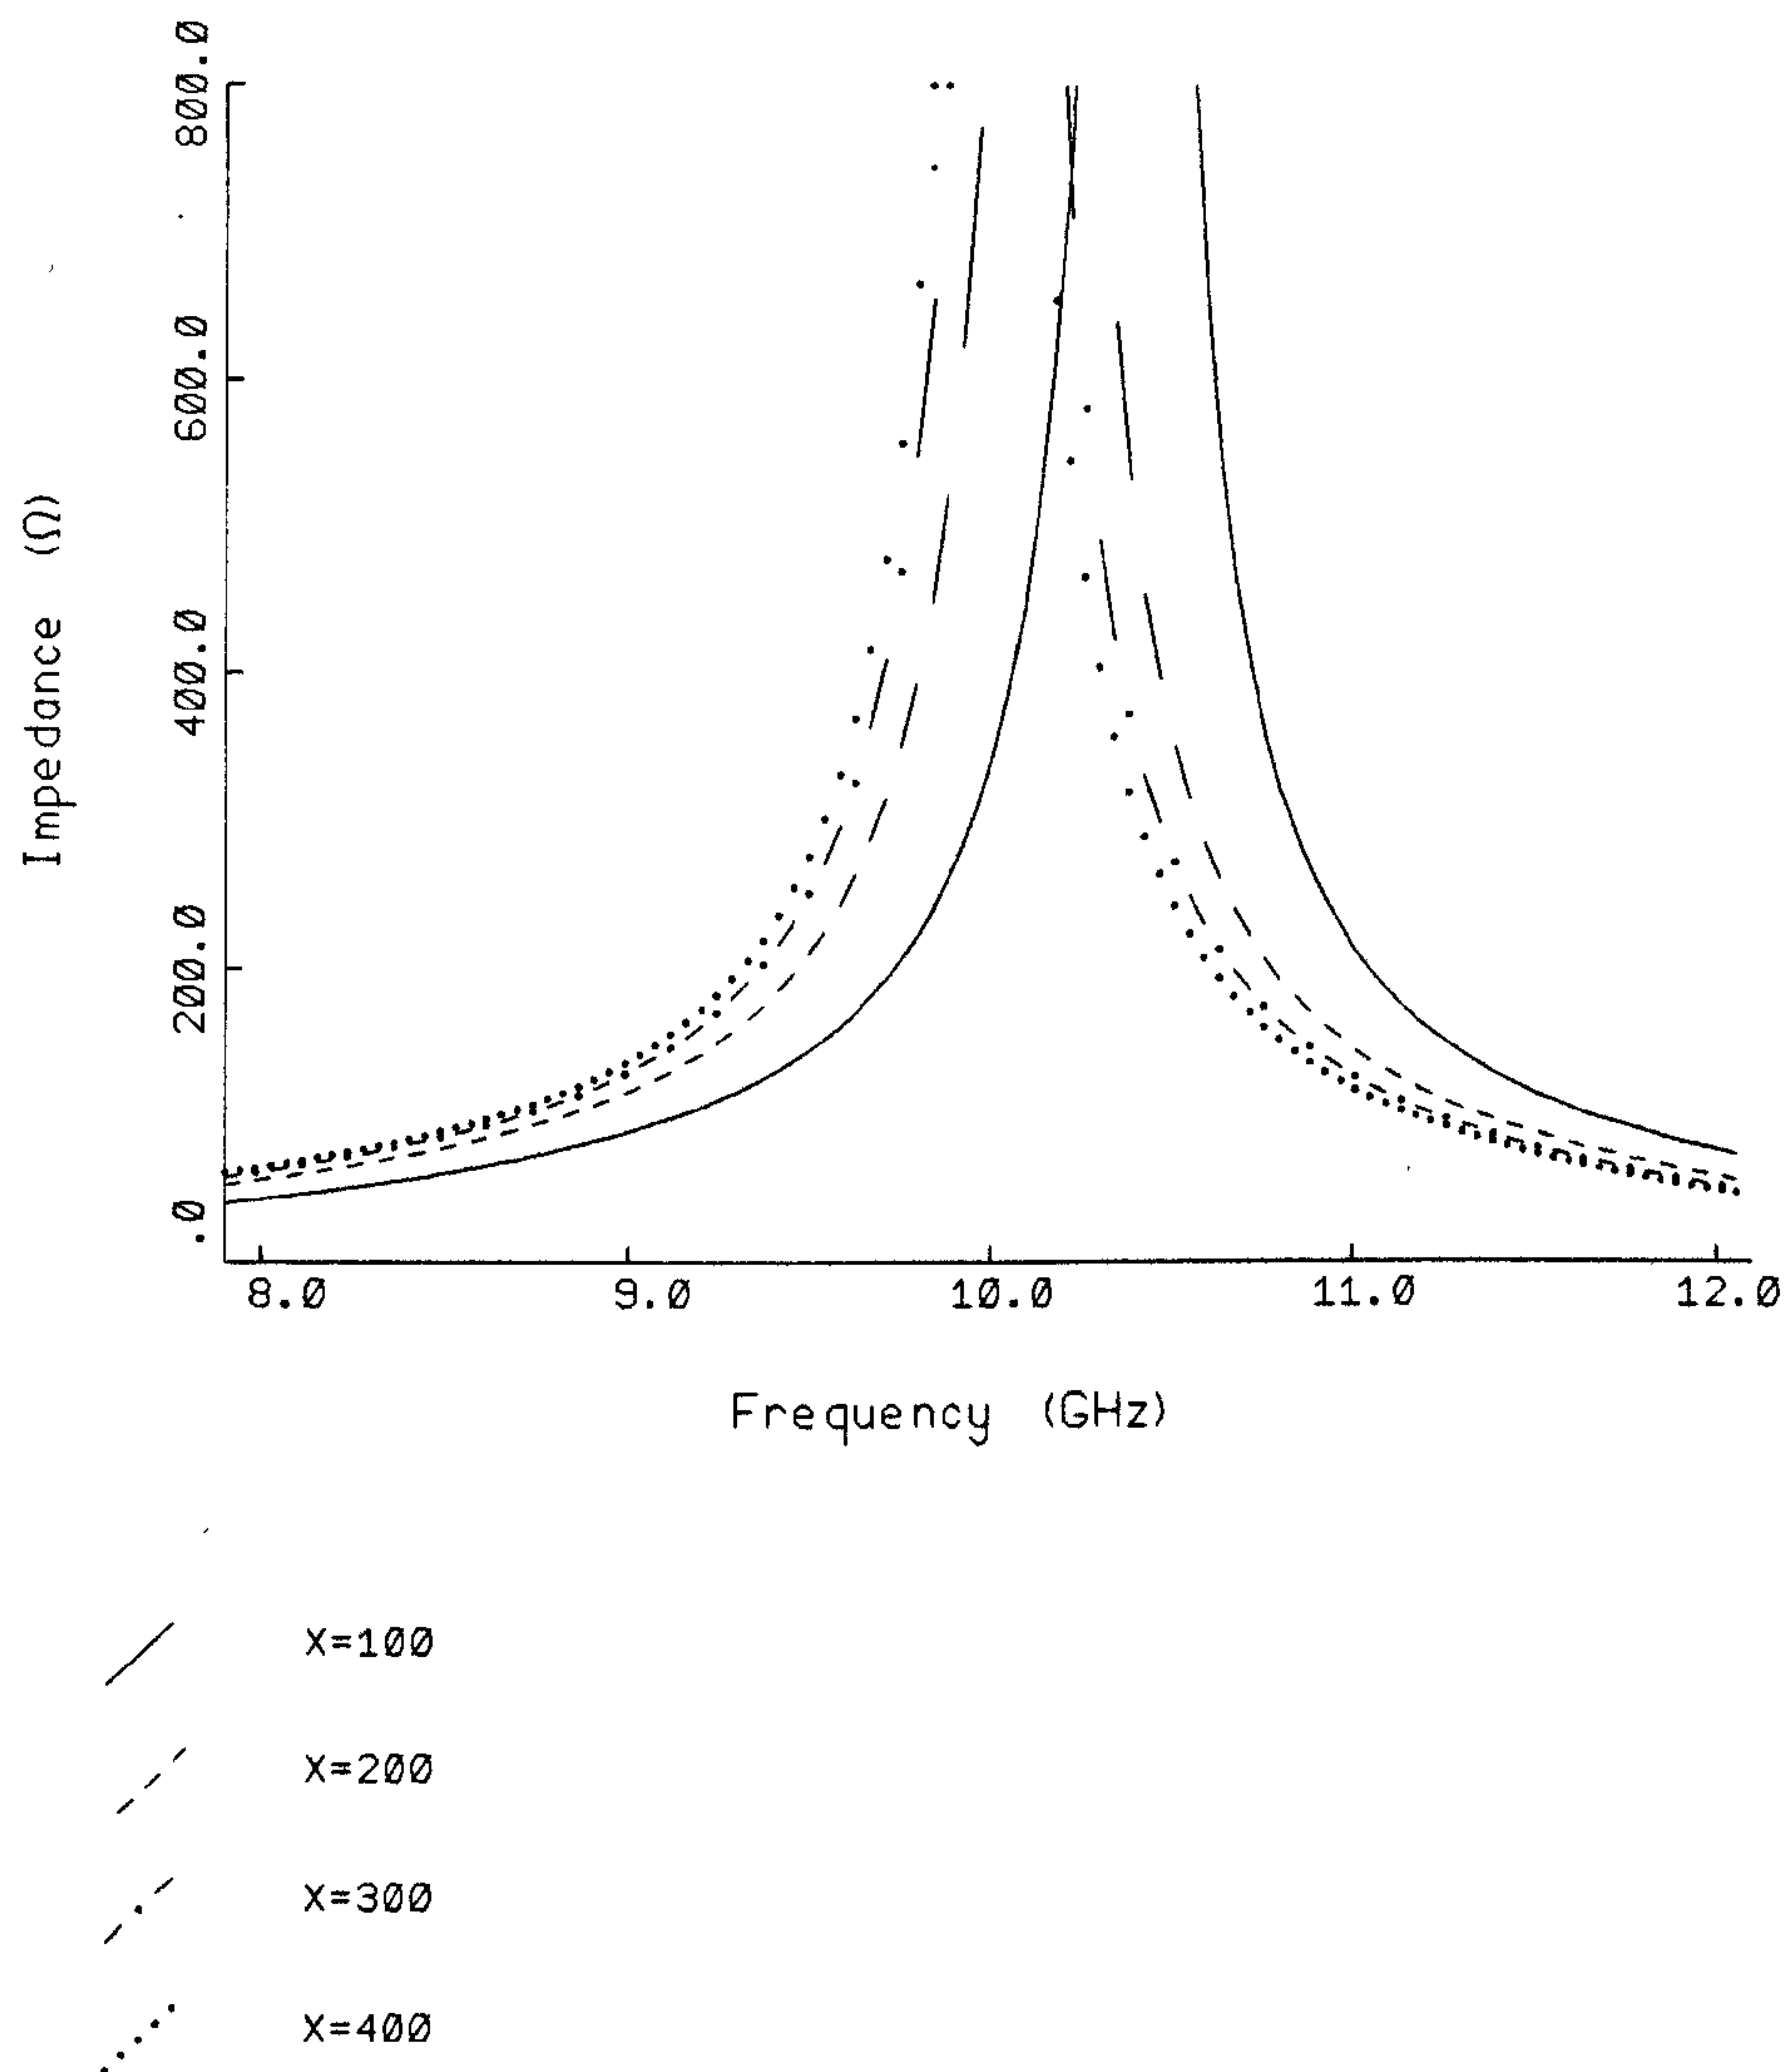 800.0
600.0
400.0
200.0
.0
Impedance (Ω)
8.0 9.0 10.0 11.0 12.0
Frequency (GHz)
X=100
X=200
X=300
X=400